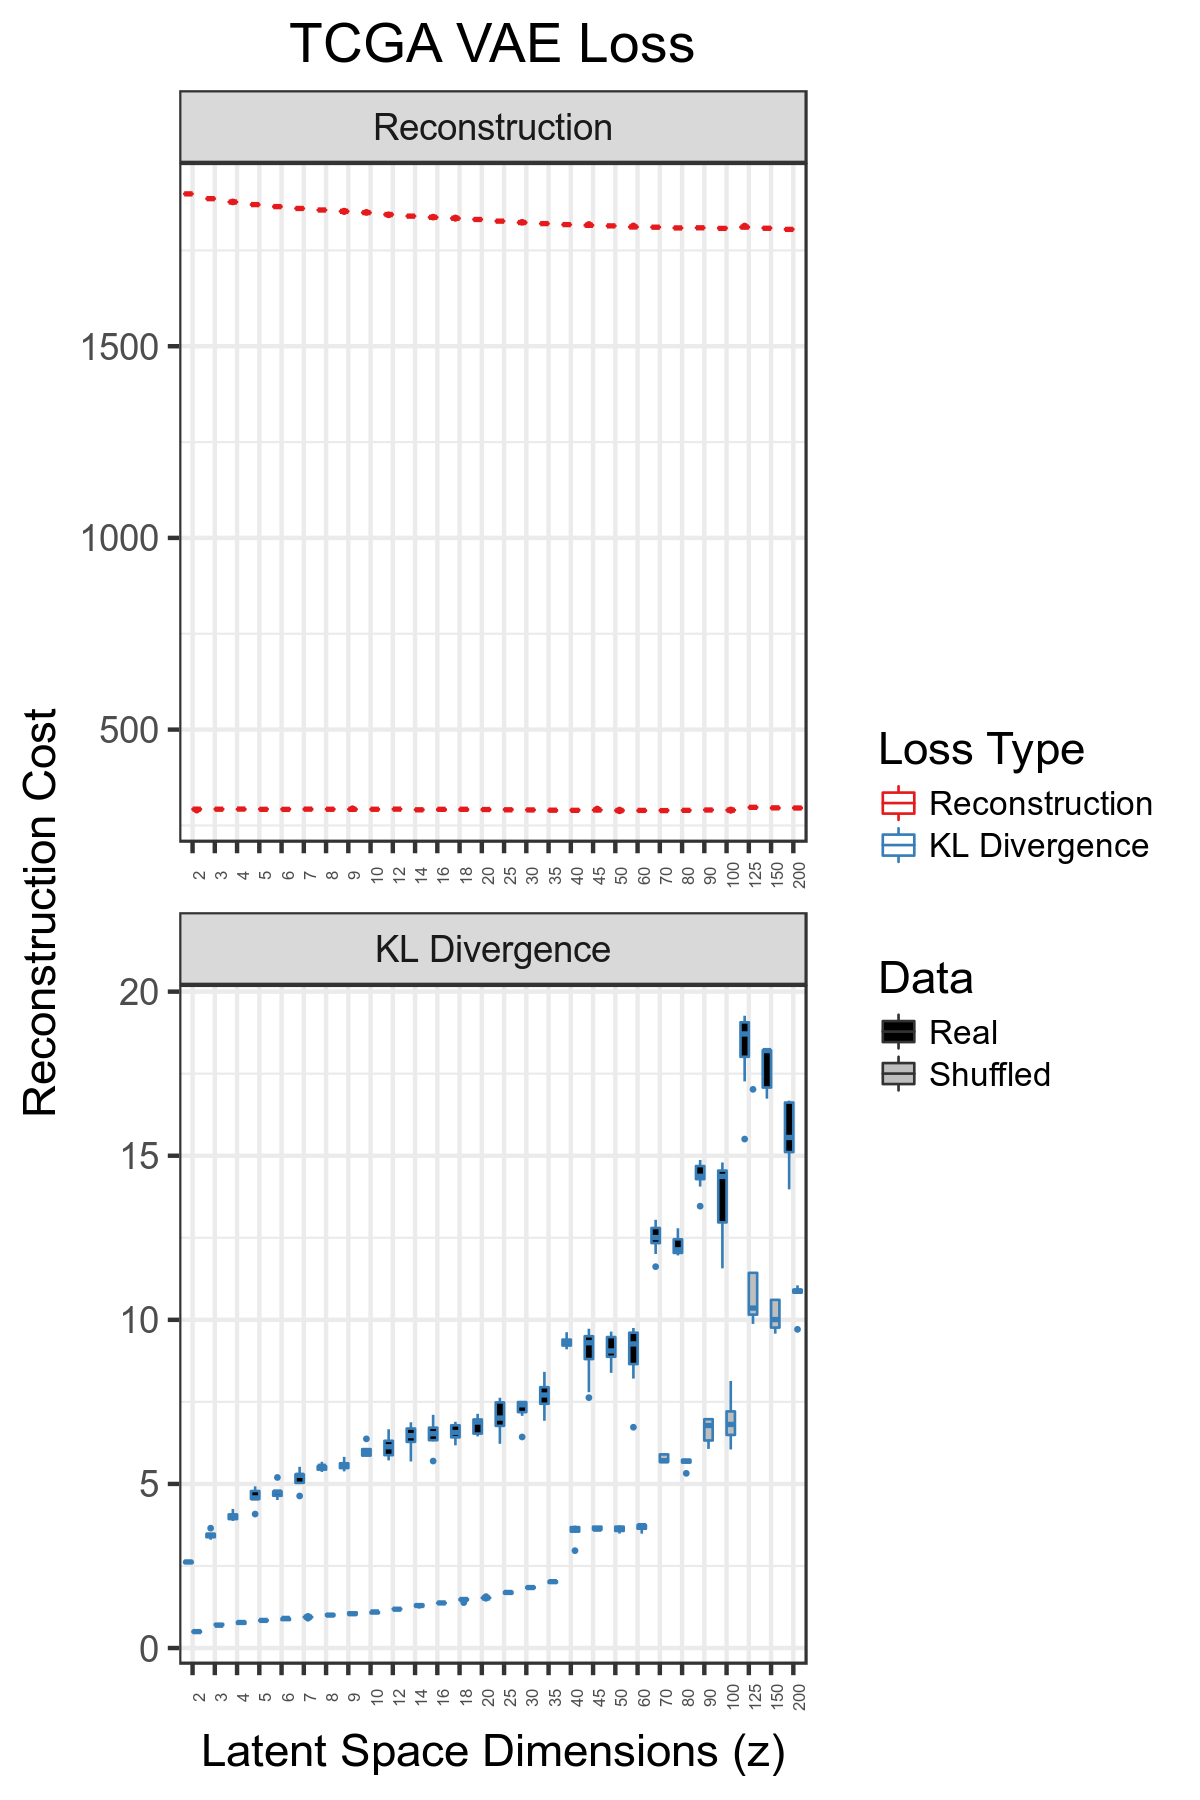 TCGA VAE Loss
Reconstruction
1500
1000
500
2 3 4 5 6 7 8 9 10 12 14 16 18 20 25 30 35 40 45 50 60 70 80 90 100 125 150 200
KL Divergence
20
15
10
5
0
2 3 4 5 6 7 8 9 10 12 14 16 18 20 25 30 35 40 45 50 60 70 80 90 100 125 150 200
Latent Space Dimensions (z)
Reconstruction Cost
Loss Type
Reconstruction
KL Divergence
Data
Real
Shuffled